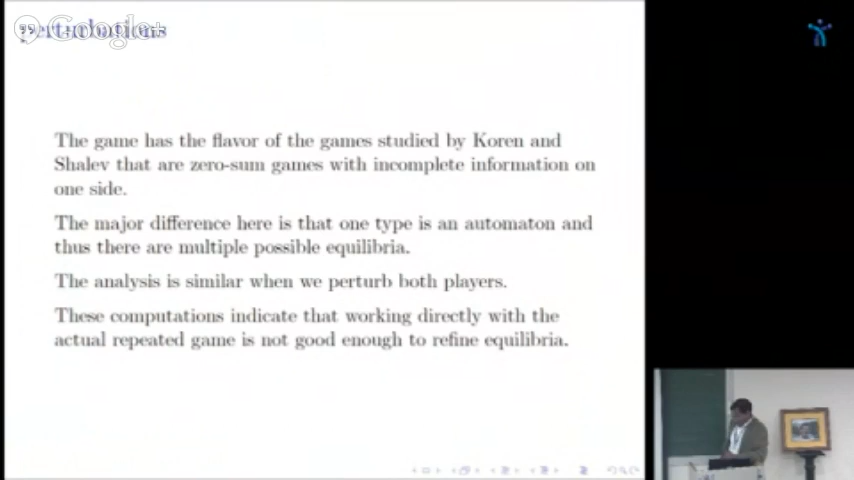 Perturbations
Google+
The game has the flavor of the games studied by Koren and
Shalev that are zero-sum games with incomplete information on
one side.
The major difference here is that one type is an automaton and
thus there are multiple possible equilibria.
The analysis is similar when we perturb both players.
These computations indicate that working directly with the
actual repeated game is not good enough to refine equilibria.